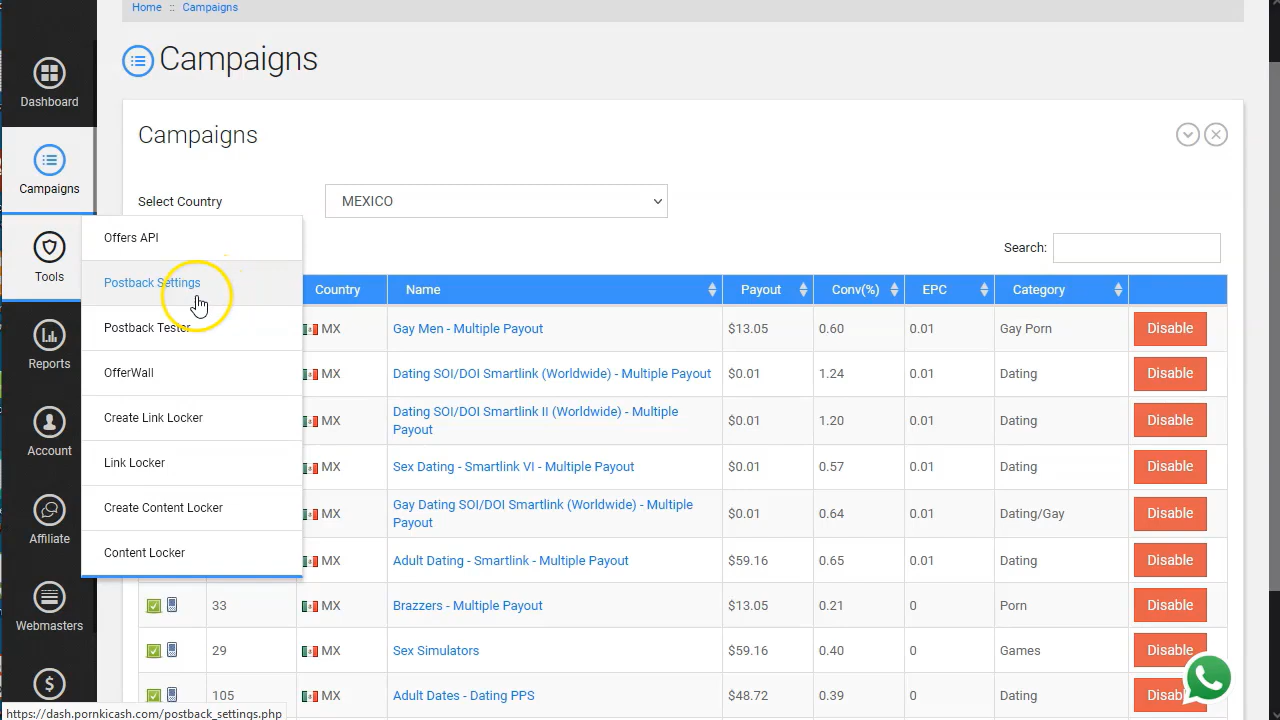 Home :: Campaigns
Campaigns
Campaigns
Select Country
MEXICO
Search:
Dashboard
Campaigns
Tools
Reports
Account
Affiliate
Webmasters
Offers API
Postback Settings
Postback Tester
OfferWall
Create Link Locker
Link Locker
Create Content Locker
Content Locker
Country Name Payout Conv(%) EPC Category
MX Gay Men - Multiple Payout $13.05 0.60 0.01 Gay Porn Disable
MX Dating SOI/DOI Smartlink (Worldwide) - Multiple Payout $0.01 1.24 0.01 Dating Disable
MX Dating SOI/DOI Smartlink II (Worldwide) - Multiple
Payout $0.01 1.20 0.01 Dating Disable
MX Sex Dating - Smartlink VI - Multiple Payout $0.01 0.57 0.01 Dating Disable
MX Gay Dating SOI/DOI Smartlink (Worldwide) - Multiple
Payout $0.01 0.64 0.01 Dating/Gay Disable
MX Adult Dating - Smartlink - Multiple Payout $59.16 0.65 0.01 Dating Disable
33 MX Brazzers - Multiple Payout $13.05 0.21 0 Porn Disable
29 MX Sex Simulators $59.16 0.40 0 Games Disable
105 MX Adult Dates - Dating PPS $48.72 0.39 0 Dating
https://dash.pornkicash.com/postback_settings.php